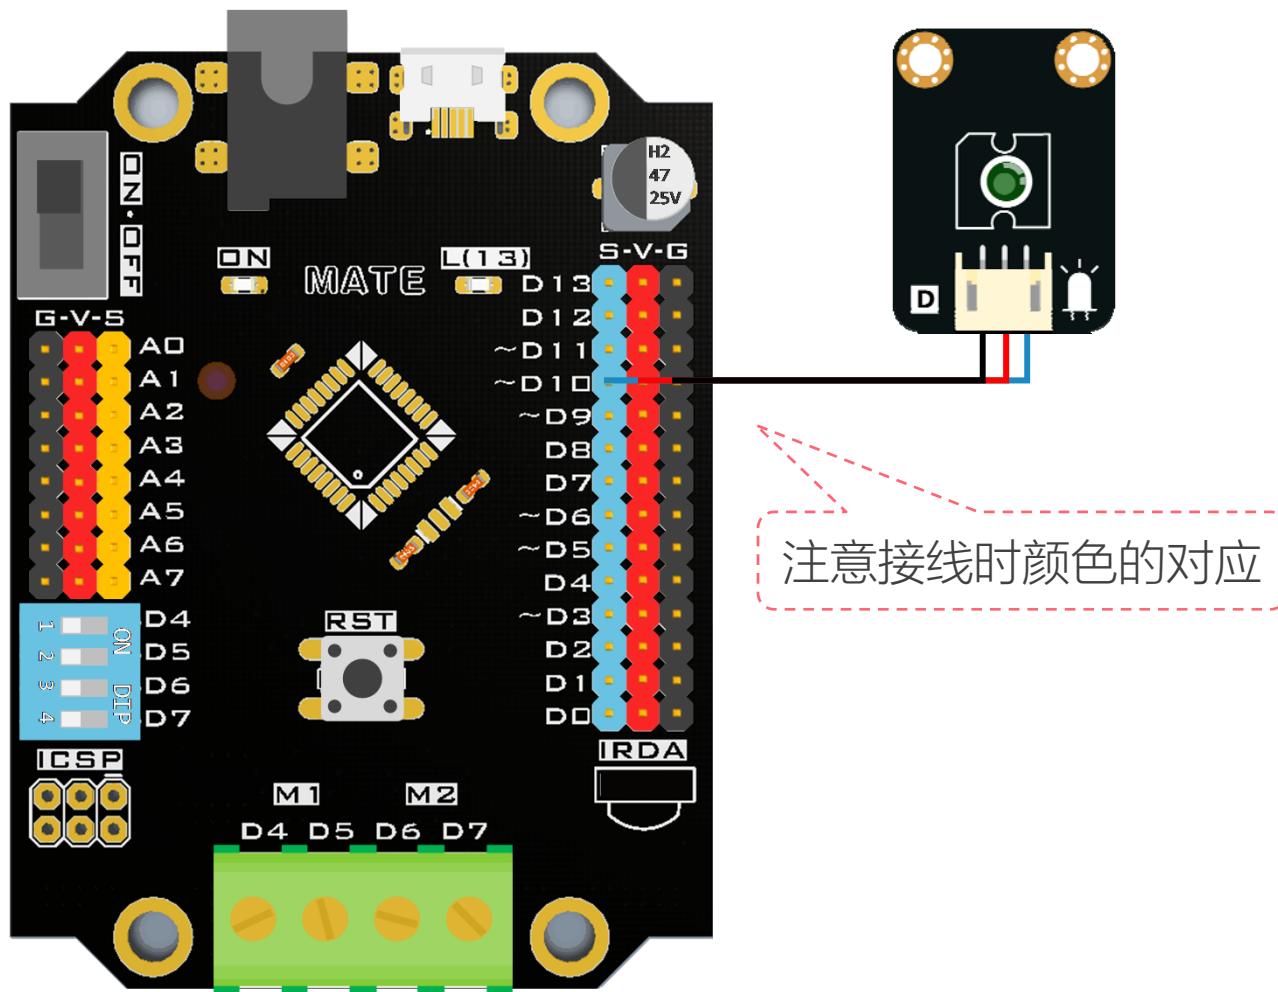 H2
47
25V
ON·OFF
ON
MATE
L(13)
S-V-G
D13
D12
~D11
~D10
~D9
D8
D7
~D6
~D5
D4
~D3
D2
D1
D0
G-V-S
A0
A1
A2
A3
A4
A5
A6
A7
1
2
3
4
ON
DIP
D4
D5
D6
D7
RST
ICSP
IRDA
M1 M2
D4 D5 D6 D7
D
注意接线时颜色的对应